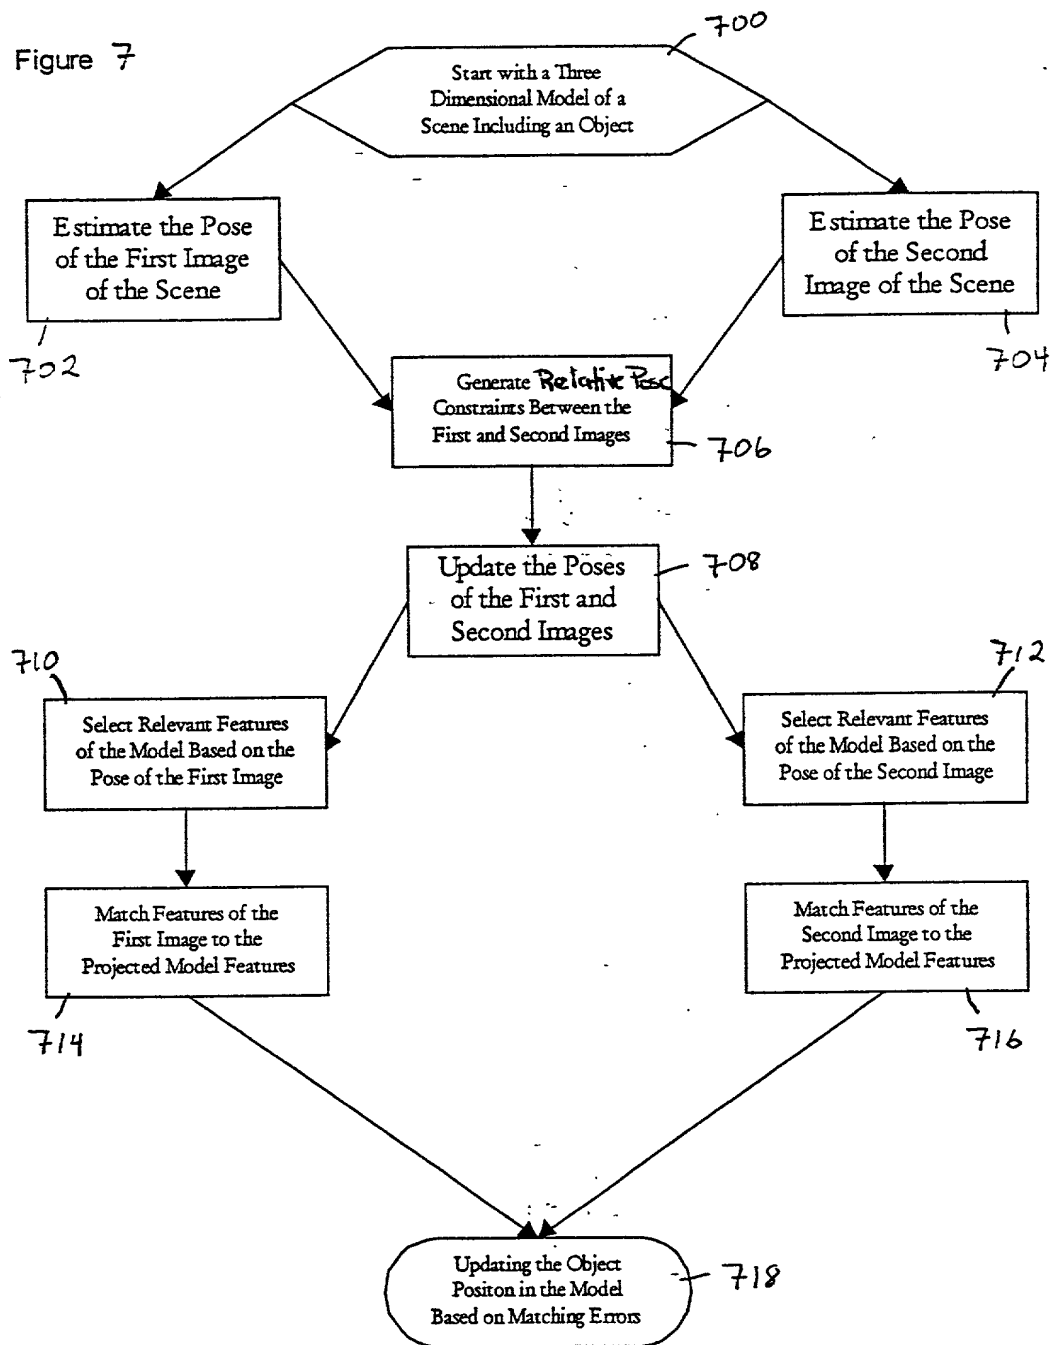 Figure 7
700
Start with a Three
Dimensional Model of a
Scene Including an Object
Estimate the Pose
of the First Image
of the Scene
702
Estimate the Pose
of the Second
Image of the Scene
704
Generate Relative Pose
Constraints Between the
First and Second Images
706
Update the Poses
of the First and
Second Images
708
710
Select Relevant Features
of the Model Based on the
Pose of the First Image
712
Select Relevant Features
of the Model Based on the
Pose of the Second Image
Match Features of the
First Image to the
Projected Model Features
714
Match Features of the
Second Image to the
Projected Model Features
716
Updating the Object
Positon in the Model
Based on Matching Errors
718